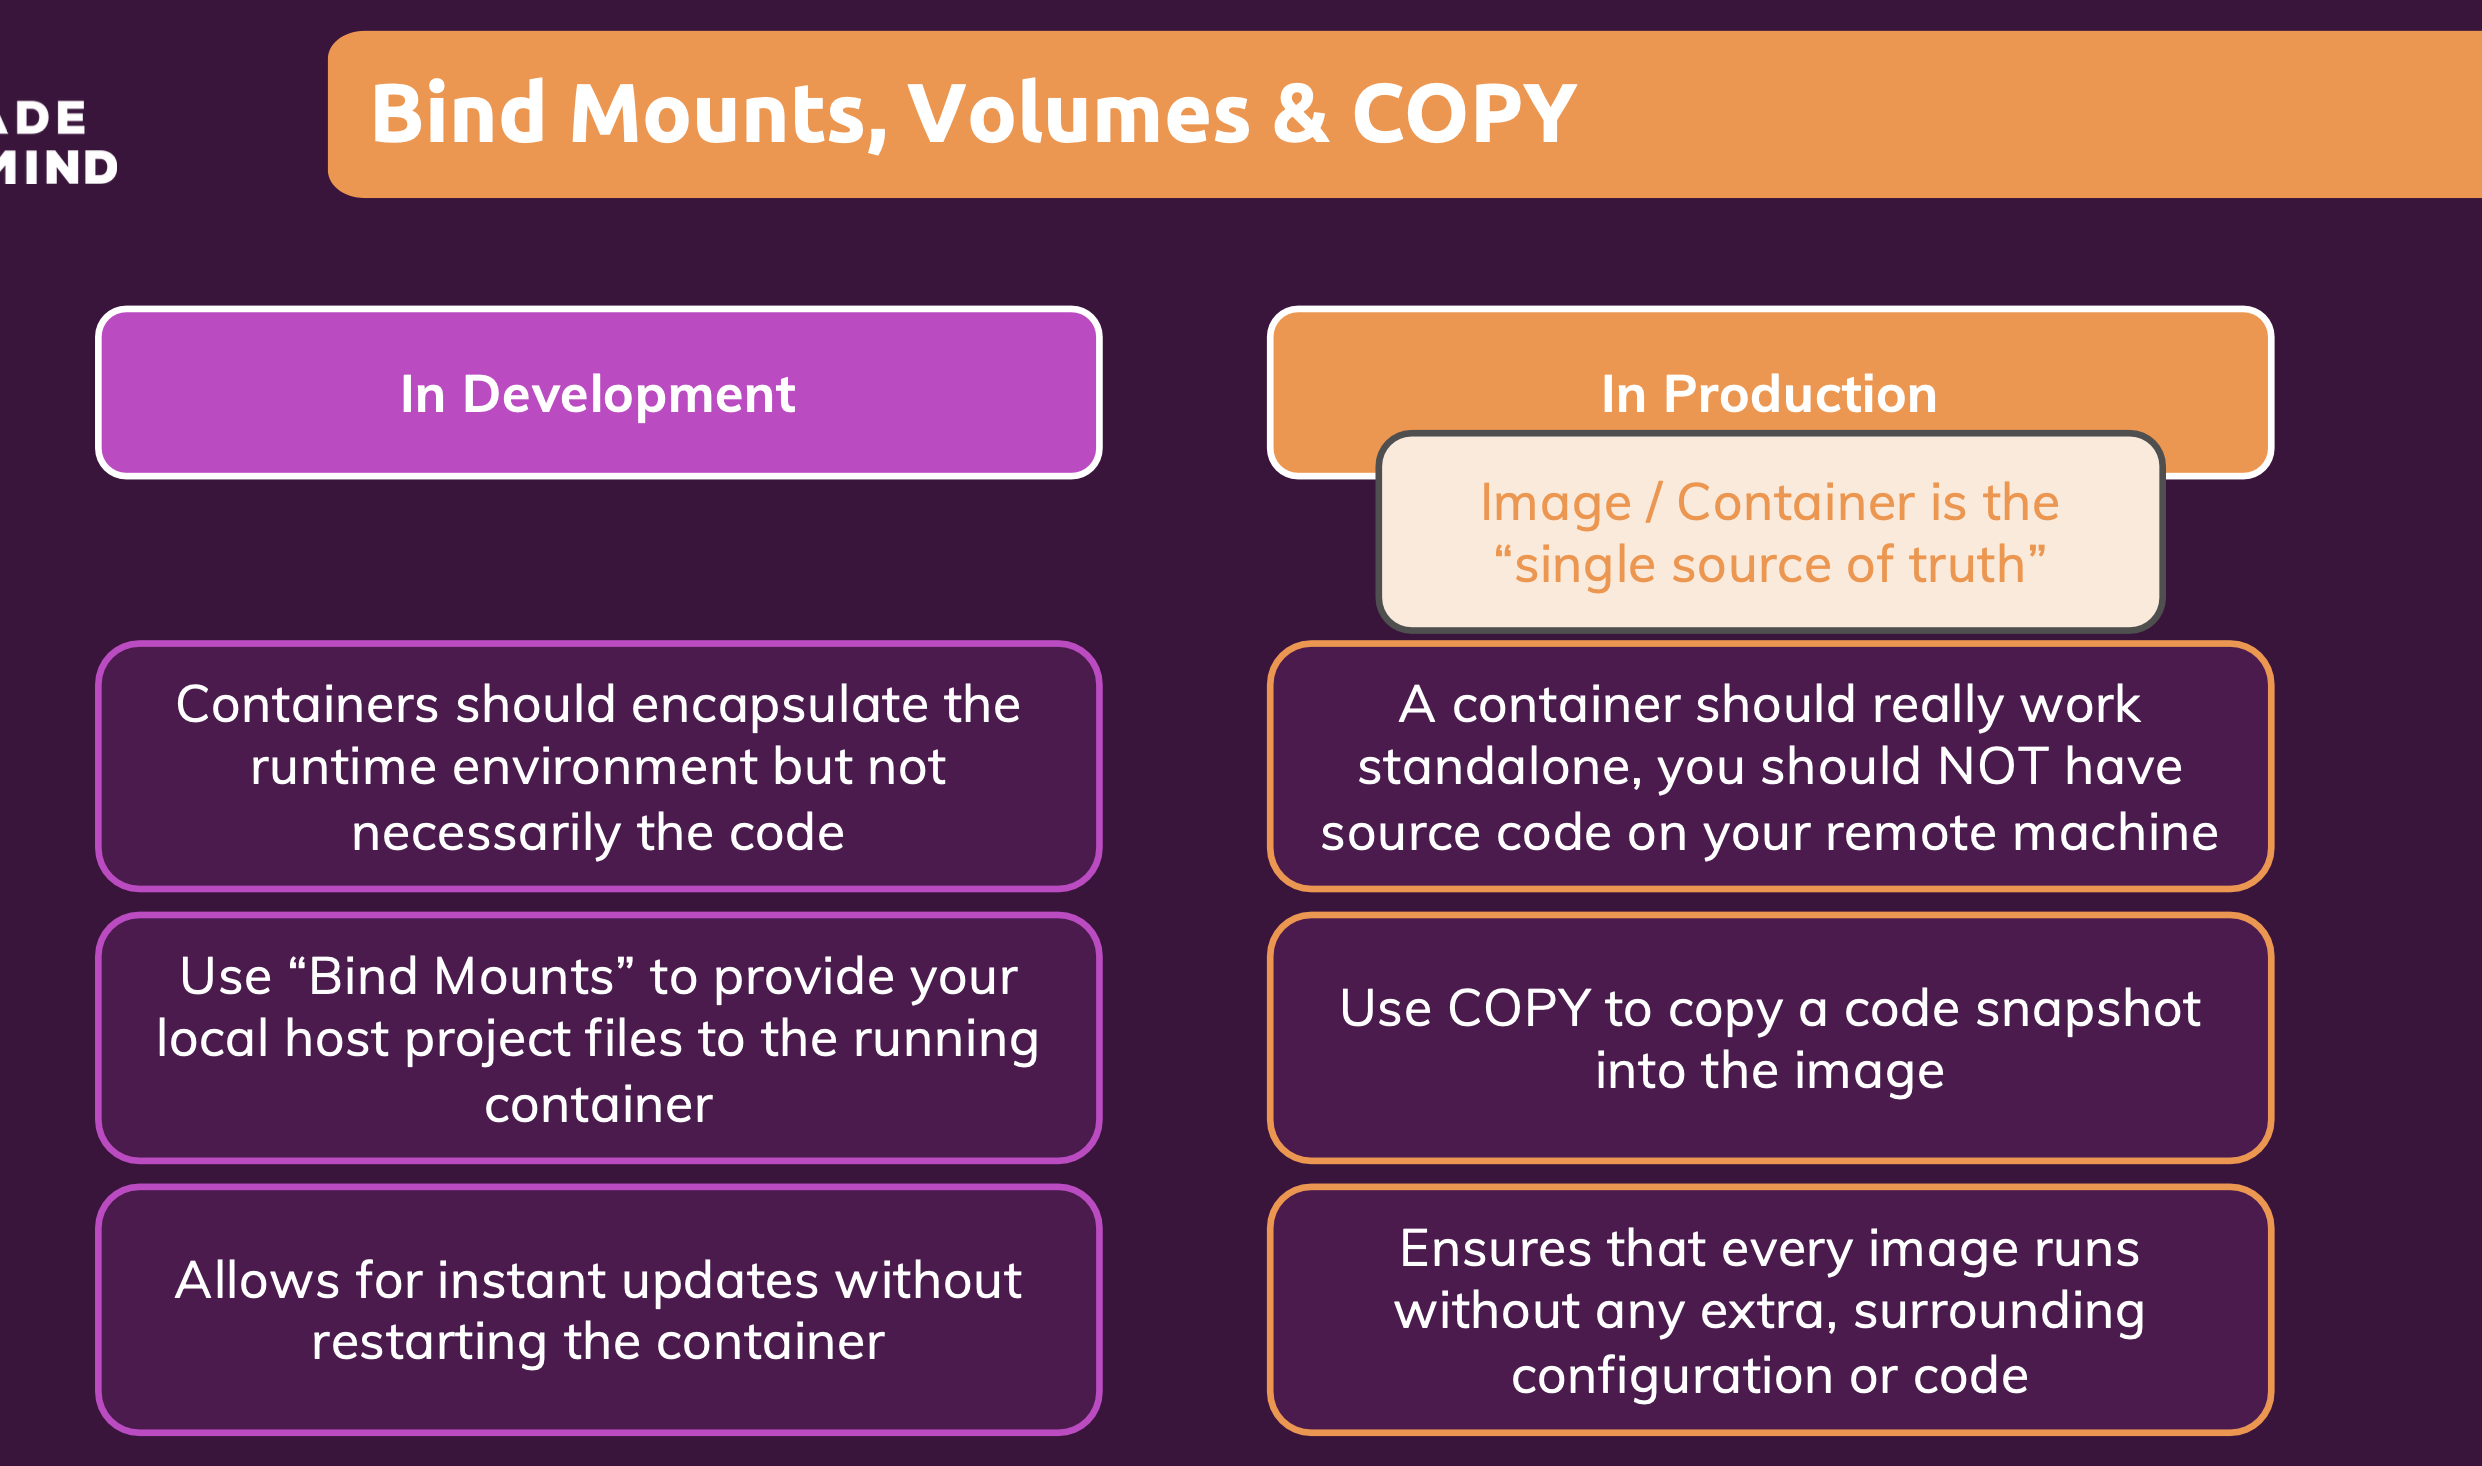 Bind Mounts, Volumes & COPY
ADE
MIND
In Development
Containers should encapsulate the
runtime environment but not
necessarily the code
Use “Bind Mounts” to provide your
local host project files to the running
container
Allows for instant updates without
restarting the container
In Production
Image / Container is the
“single source of truth”
A container should really work
standalone, you should NOT have
source code on your remote machine
Use COPY to copy a code snapshot
into the image
Ensures that every image runs
without any extra, surrounding
configuration or code